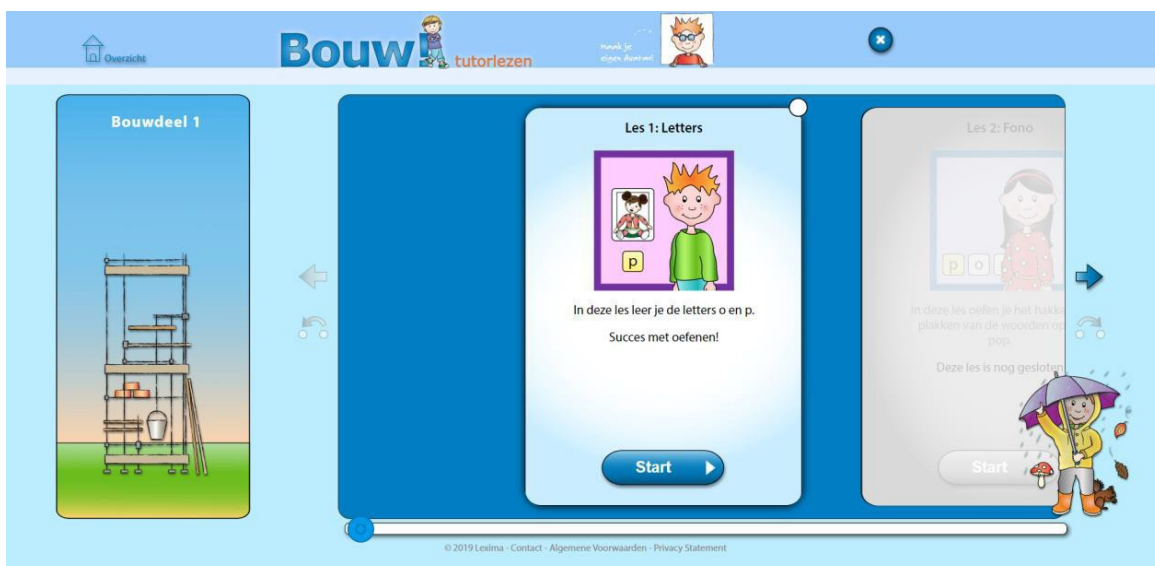 Overzicht
Bouw!
tutorlezen
Maak je
eigen Avatar!
Bouwdeel 1
Les 1: Letters
p
In deze les leer je de letters o en p.
Succes met oefenen!
Start
Les 2: Fono
p o
In deze les oefen je het
plakken van de woorden op
pop.
Deze les is nog gesloten
Start
© 2019 Lexima - Contact - Algemene Voorwaarden - Privacy Statement